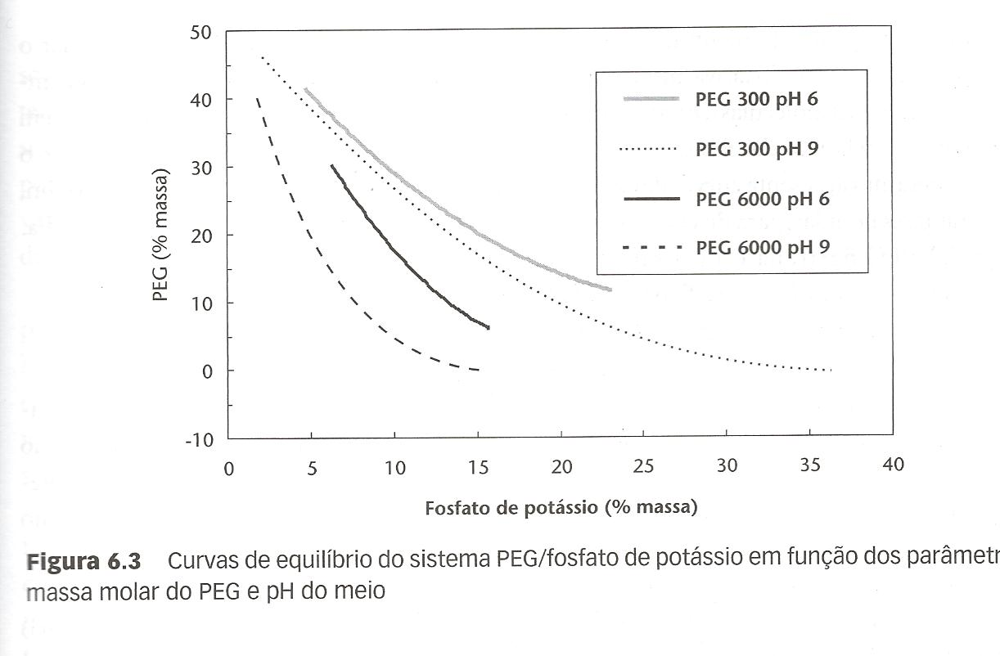 50
40
30
20
10
0
-10
PEG (% massa)
PEG 300 pH 6
PEG 300 pH 9
PEG 6000 pH 6
PEG 6000 pH 9
0 5 10 15 20 25 30 35 40
Fosfato de potássio (% massa)
Figura 6.3 Curvas de equilíbrio do sistema PEG/fosfato de potássio em função dos parâmetr
massa molar do PEG e pH do meio